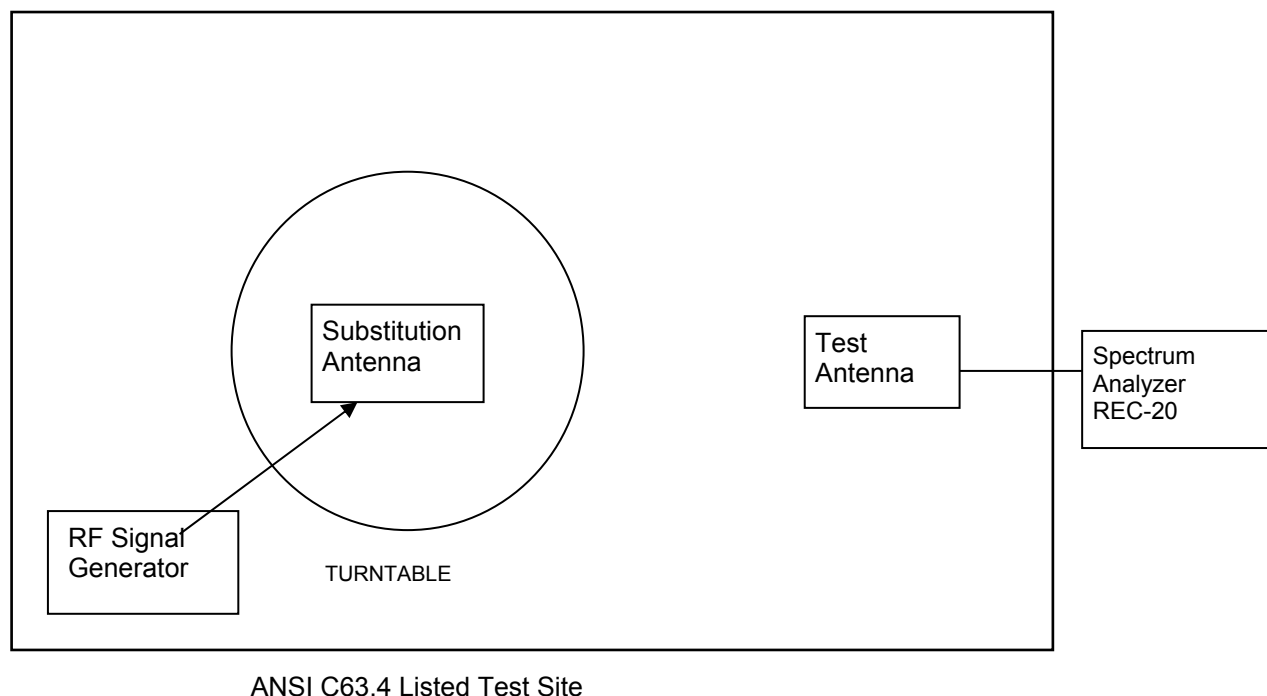 Substitution
Antenna
Test
Antenna
Spectrum
Analyzer
REC-20
RF Signal
Generator
TURNTABLE
ANSI C63.4 Listed Test Site